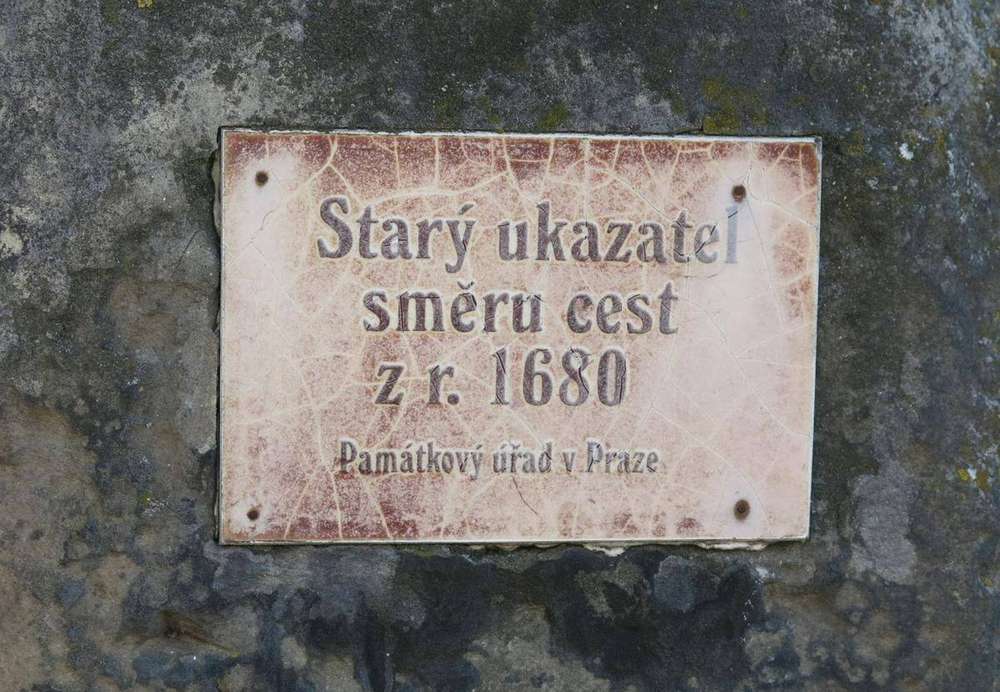 Starý ukazatel
směru cest
z r. 1680
Památkový úřad v Praze